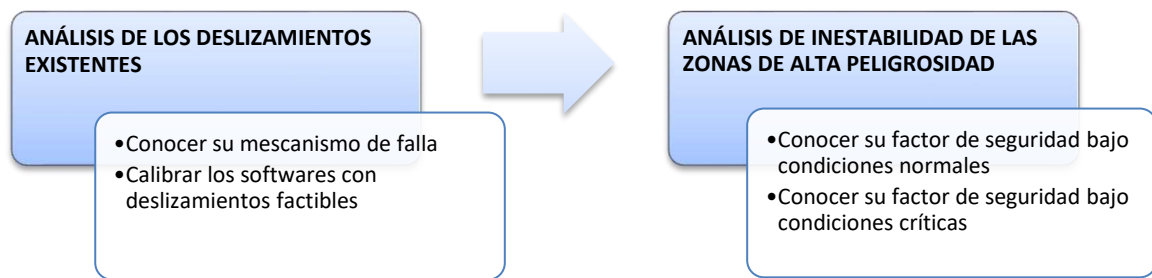 ANÁLISIS DE LOS DESLIZAMIENTOS
EXISTENTES
•Conocer su mescanismo de falla
•Calibrar los softwares con
deslizamientos factibles
ANÁLISIS DE INESTABILIDAD DE LAS
ZONAS DE ALTA PELIGROSIDAD
•Conocer su factor de seguridad bajo
condiciones normales
•Conocer su factor de seguridad bajo
condiciones críticas